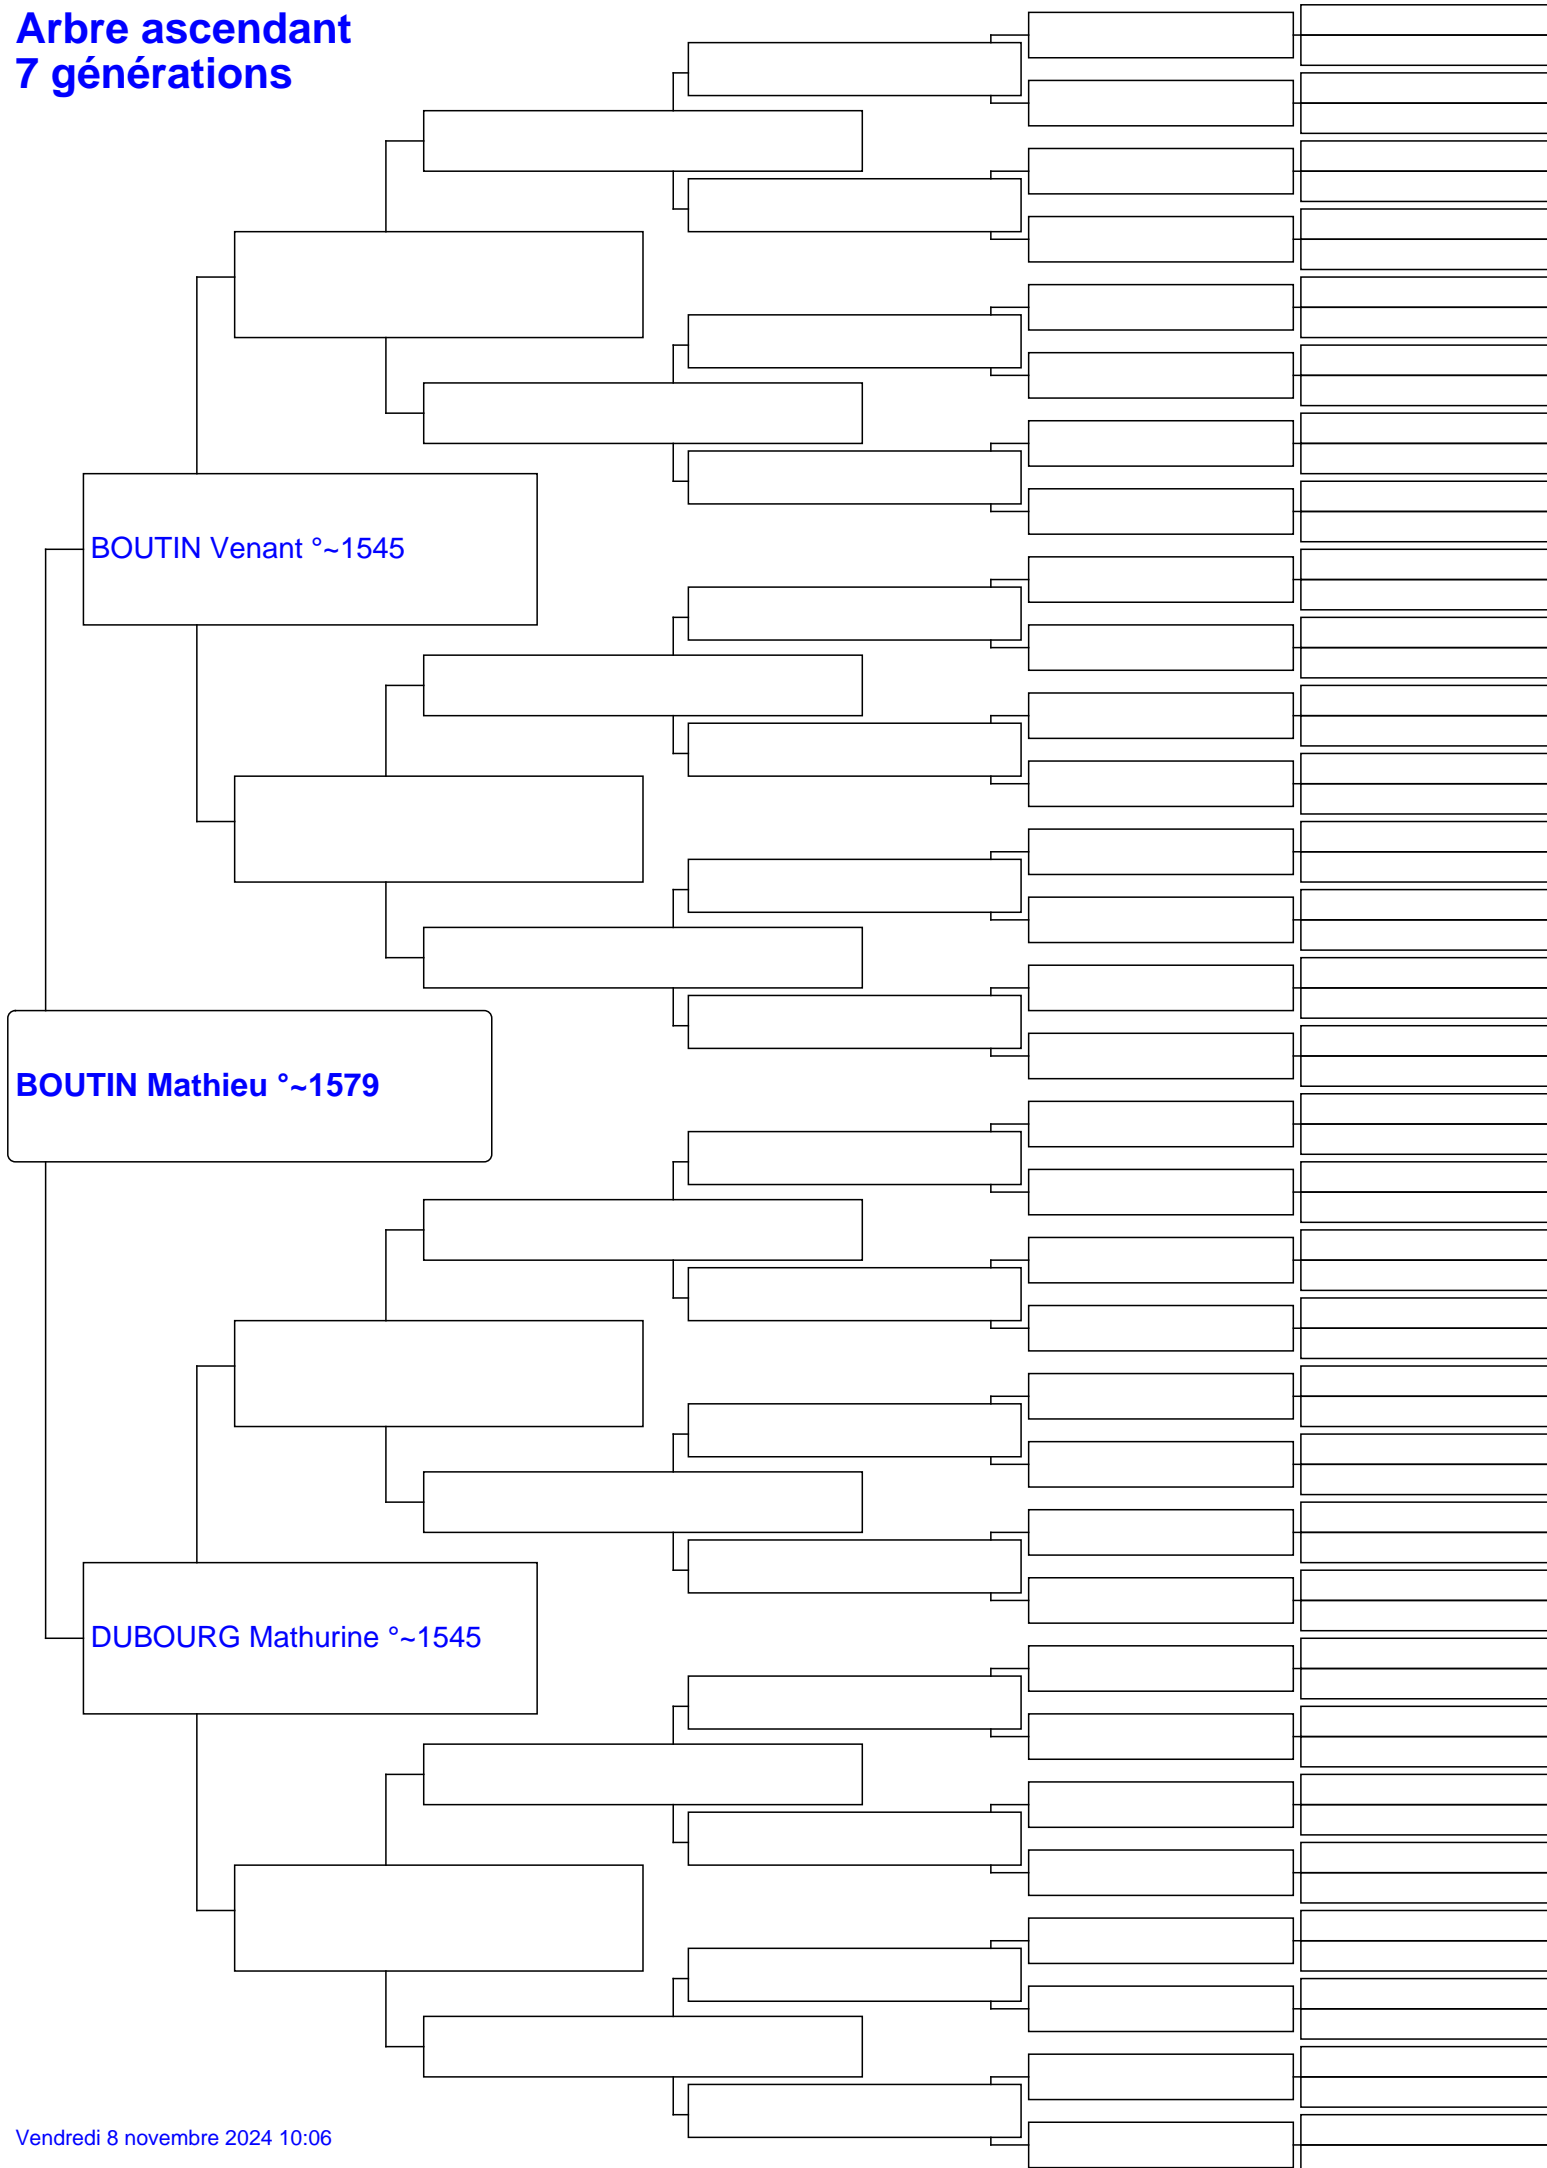 Arbre ascendant
7 générations
BOUTIN Venant °~1545
BOUTIN Mathieu °~1579
DUBOURG Mathurine °~1545
Vendredi 8 novembre 2024 10:06